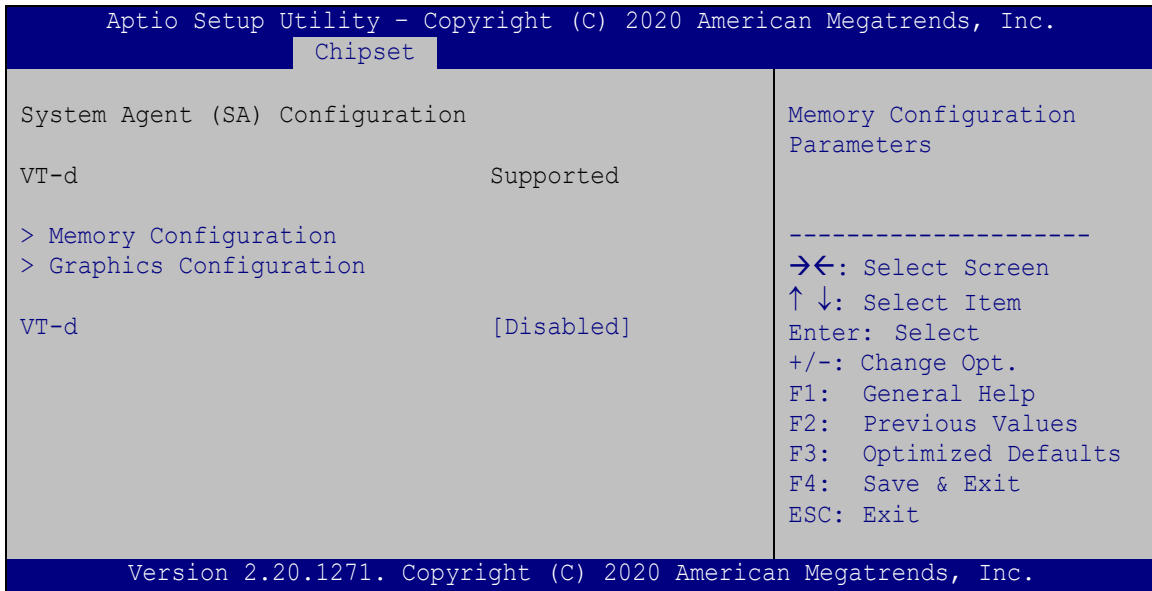 Aptio Setup Utility – Copyright (C) 2020 American Megatrends, Inc.
Chipset
System Agent (SA) Configuration
VT-d Supported
> Memory Configuration
> Graphics Configuration
VT-d [Disabled]
Memory Configuration
Parameters
---------------------
→←: Select Screen
↑ ↓: Select Item
Enter: Select
+/-: Change Opt.
F1: General Help
F2: Previous Values
F3: Optimized Defaults
F4: Save & Exit
ESC: Exit
Version 2.20.1271. Copyright (C) 2020 American Megatrends, Inc.